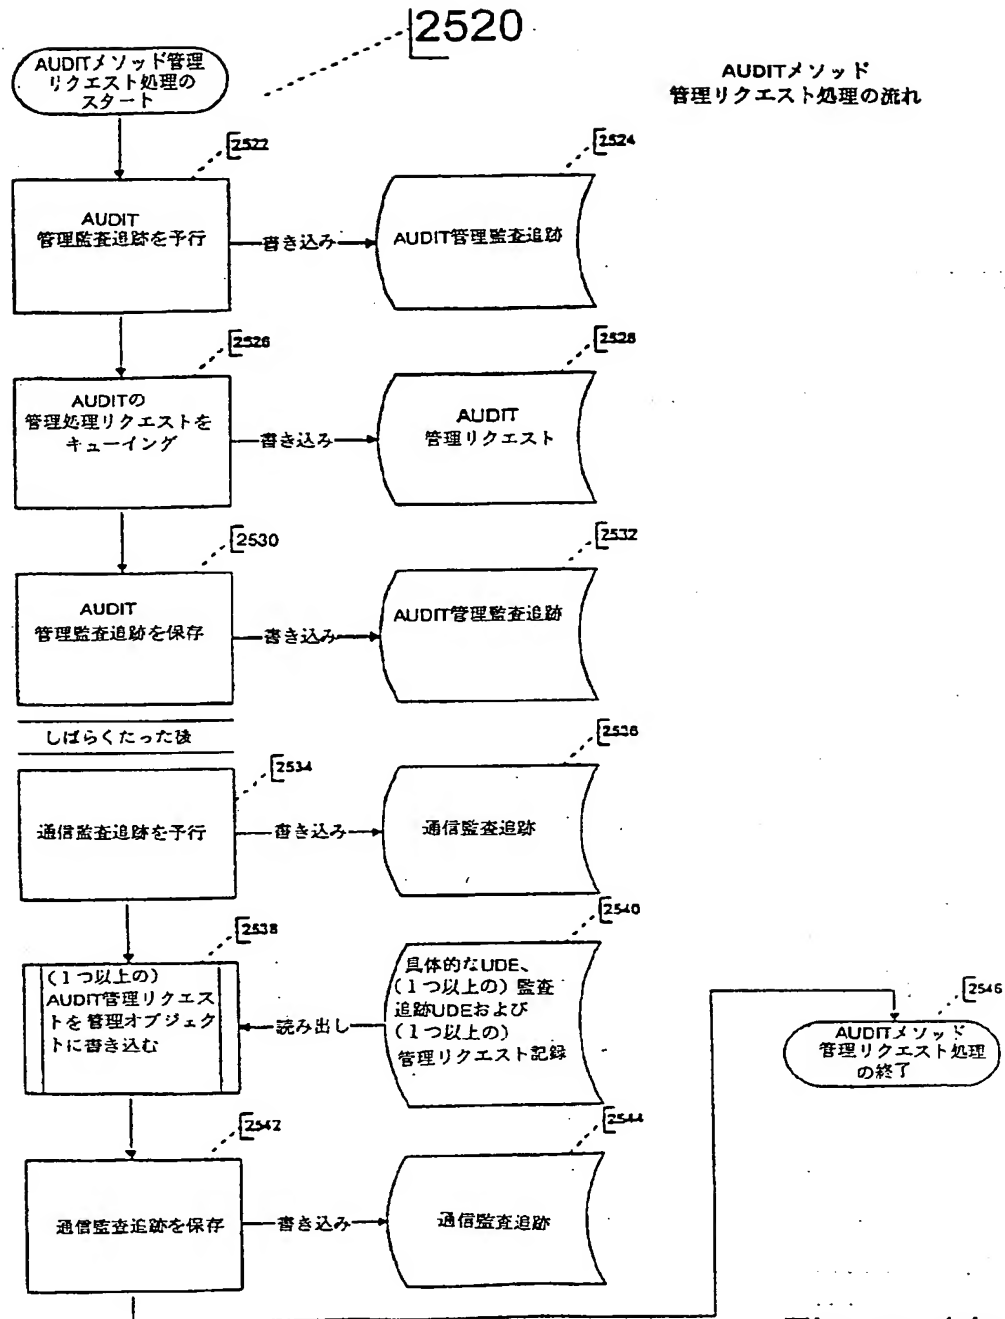 2520
AUDITメソッド管理
リクエスト処理の
スタート
AUDITメソッド
管理リクエスト処理の流れ
2522
AUDIT
管理監査追跡を予行
書き込み
2524
AUDIT管理監査追跡
2526
AUDITの
管理処理リクエストを
キューイング
書き込み
2528
AUDIT
管理リクエスト
2530
AUDIT
管理監査追跡を保存
書き込み
2532
AUDIT管理監査追跡
しばらくたった後
2534
通信監査追跡を予行
書き込み
2536
通信監査追跡
2538
(1つ以上の)
AUDIT管理リクエス
トを管理オブジェク
トに書き込む
読み出し
2540
具体的なUDE、
(1つ以上の)監査
追跡UDEおよび
(1つ以上の)
管理リクエスト記録
2546
AUDITメソッド
管理リクエスト処理
の終了
2542
通信監査追跡を保存
書き込み
2544
通信監査追跡